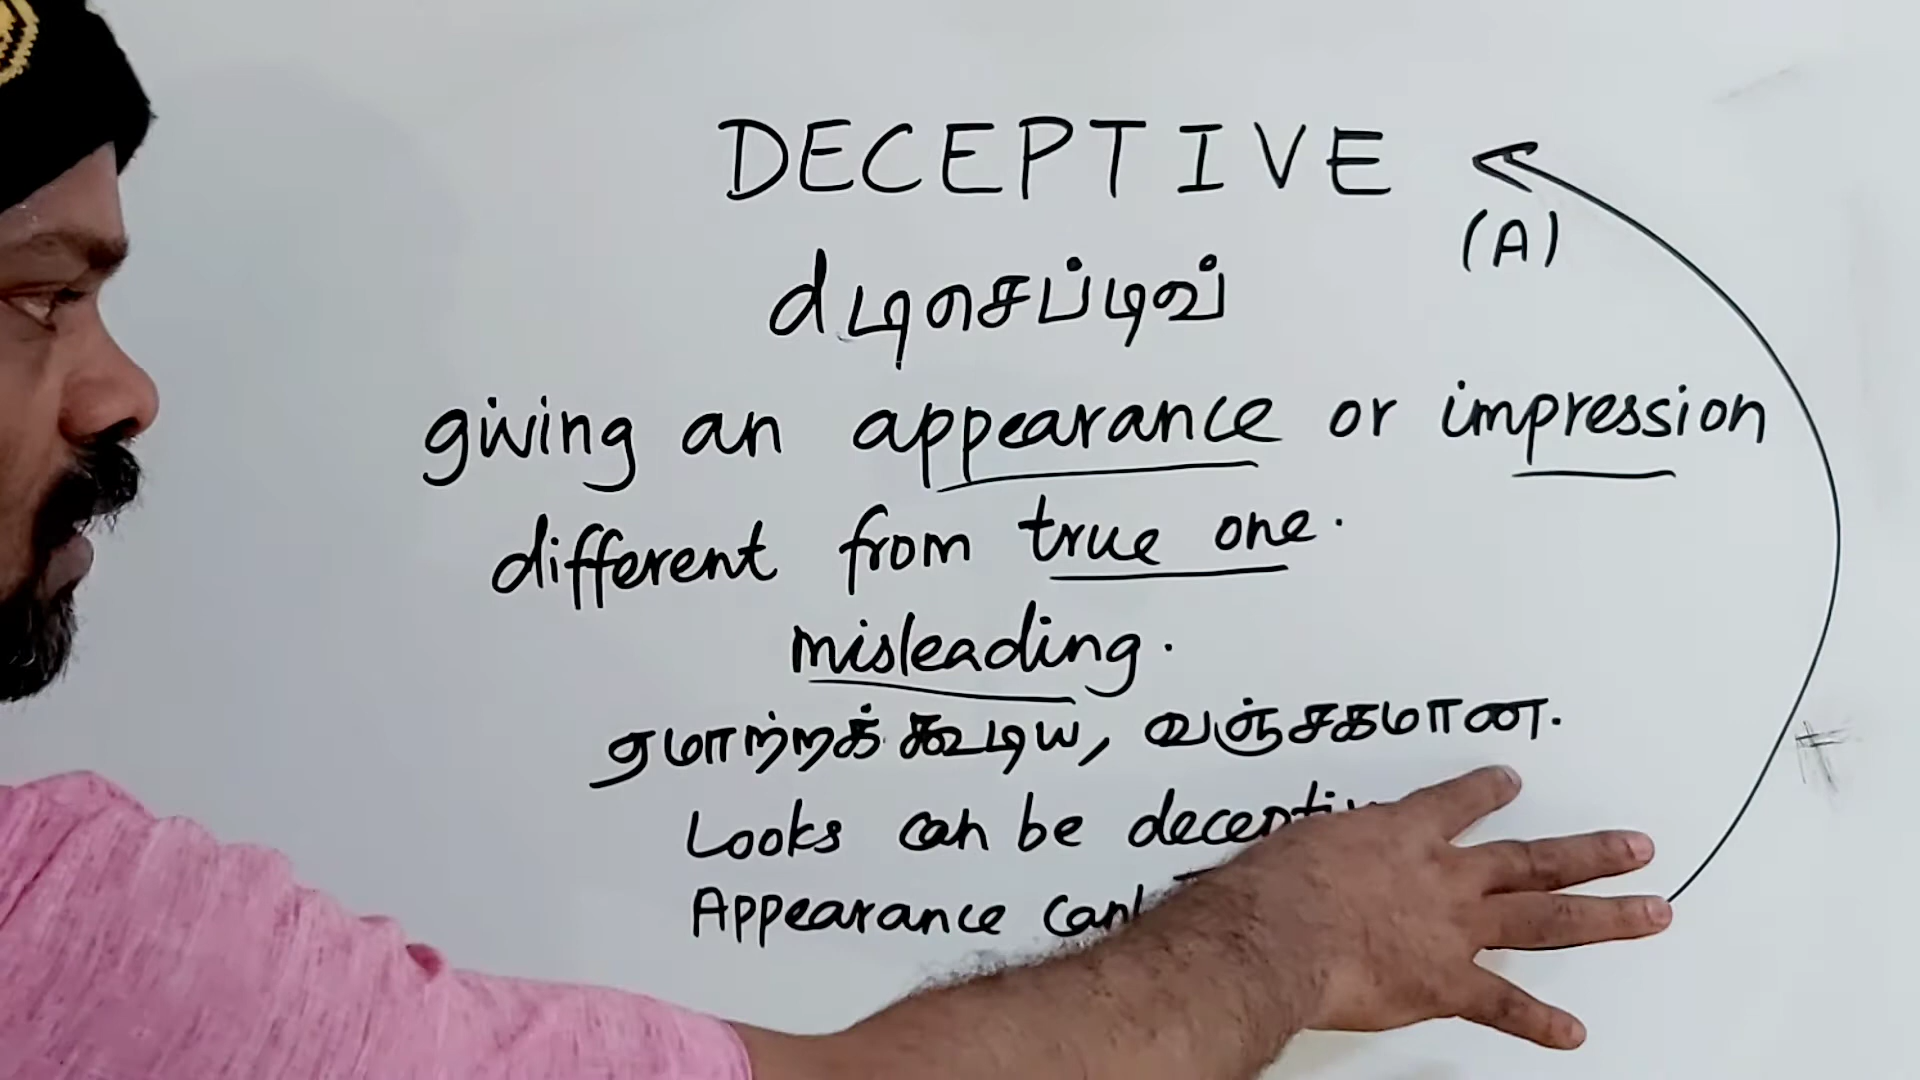 DECEPTIVE
(A)
dடிசெப்டிவ்
giving an appearance or impression
different from true one.
misleading.
ஏமாற்றக்கூடிய, வஞ்சகமான.
Looks can be
Appearance can